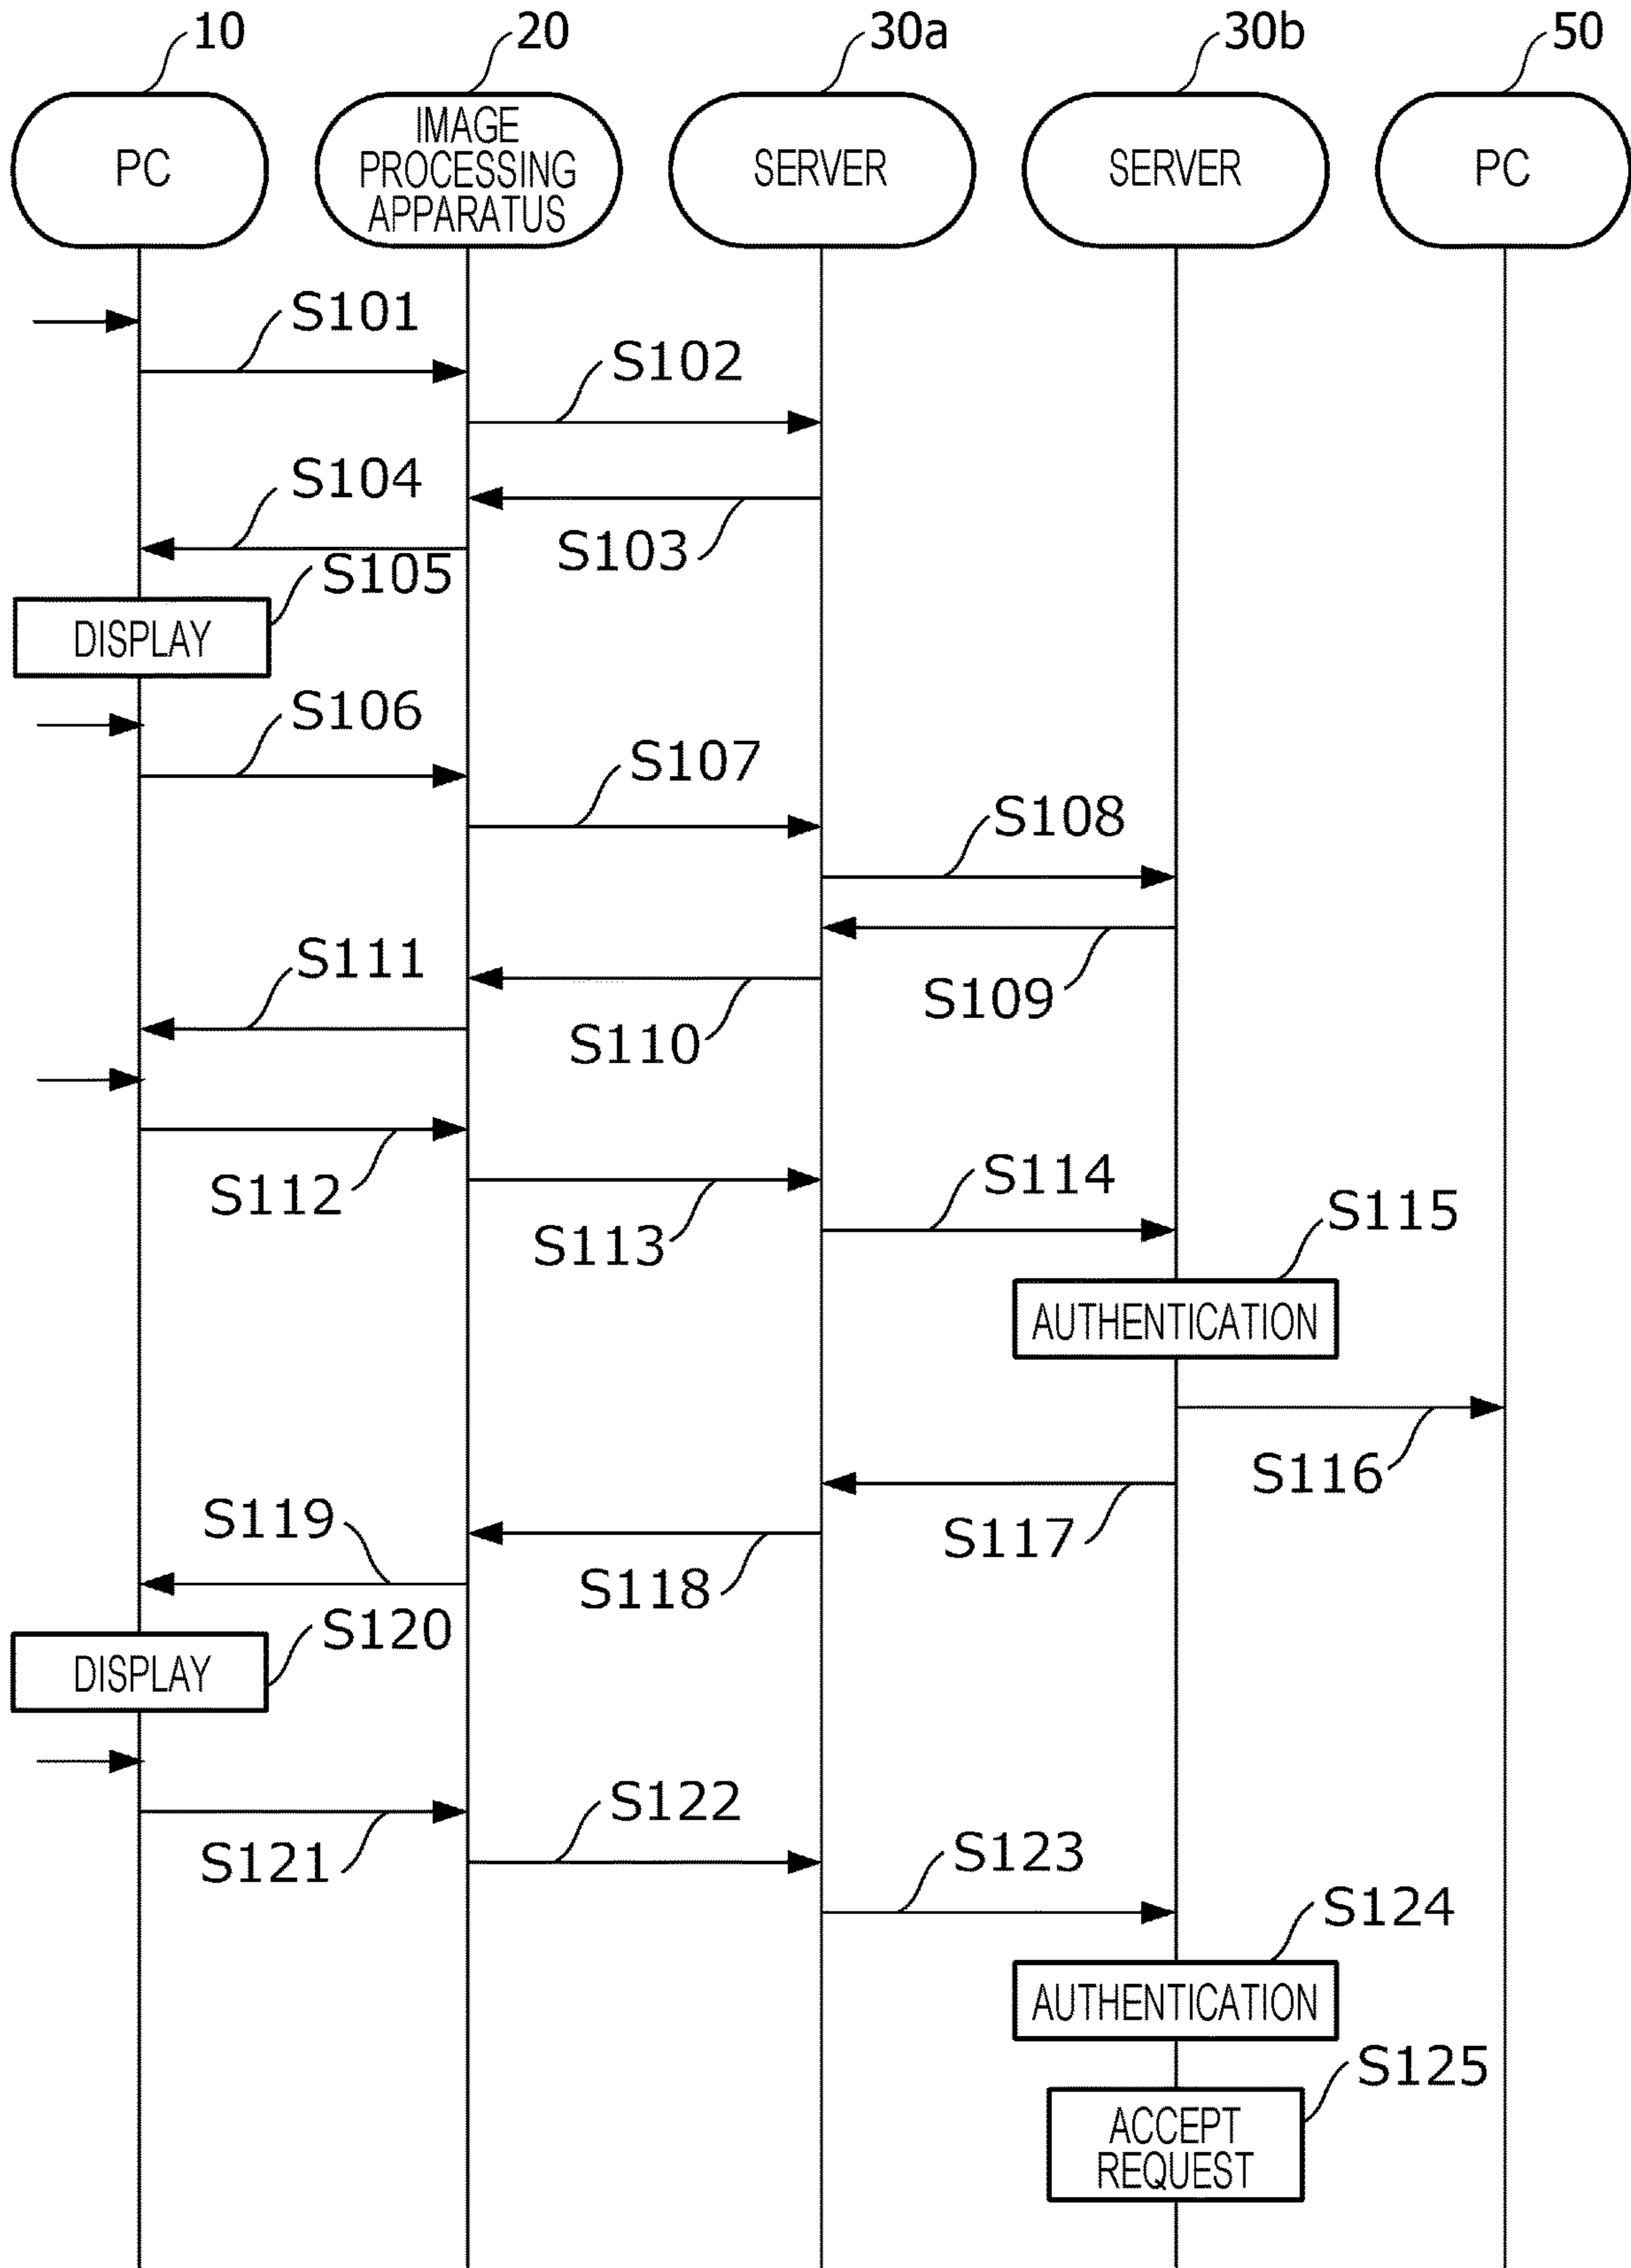 10
20
30a
30b
50
PC
IMAGE
PROCESSING
APPARATUS
SERVER
SERVER
PC
S101
S102
S104
S103
S105
DISPLAY
S106
S107
S108
S111
S109
S110
S112
S114
S113
S115
AUTHENTICATION
S116
S119
S117
S118
S120
DISPLAY
S122
S121
S123
S124
AUTHENTICATION
S125
ACCEPT
REQUEST